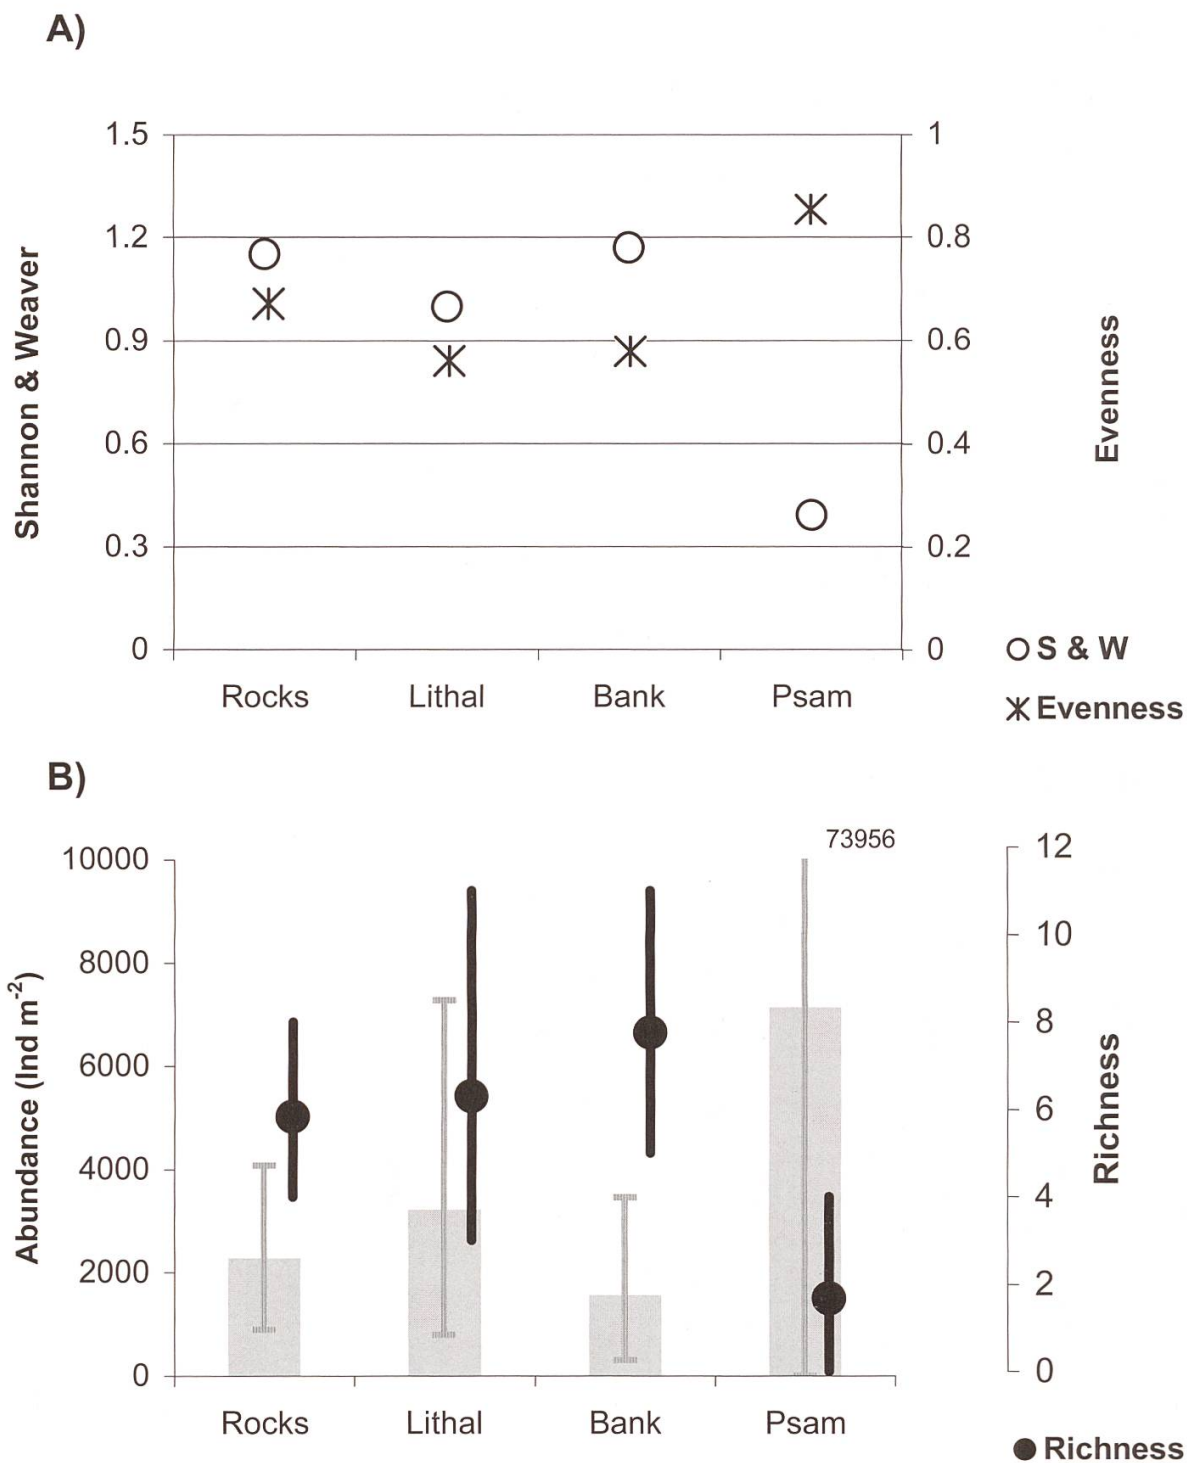 A)
1.5
1.2
0.9
0.6
0.3
0
Shannon & Weaver
1
0.8
0.6
0.4
0.2
0
Evenness
Rocks Lithal Bank Psam
S & W
Evenness
B)
73956
10000
8000
6000
4000
2000
0
Abundance (Ind m⁻²)
12
10
8
6
4
2
0
Richness
Rocks Lithal Bank Psam
Richness